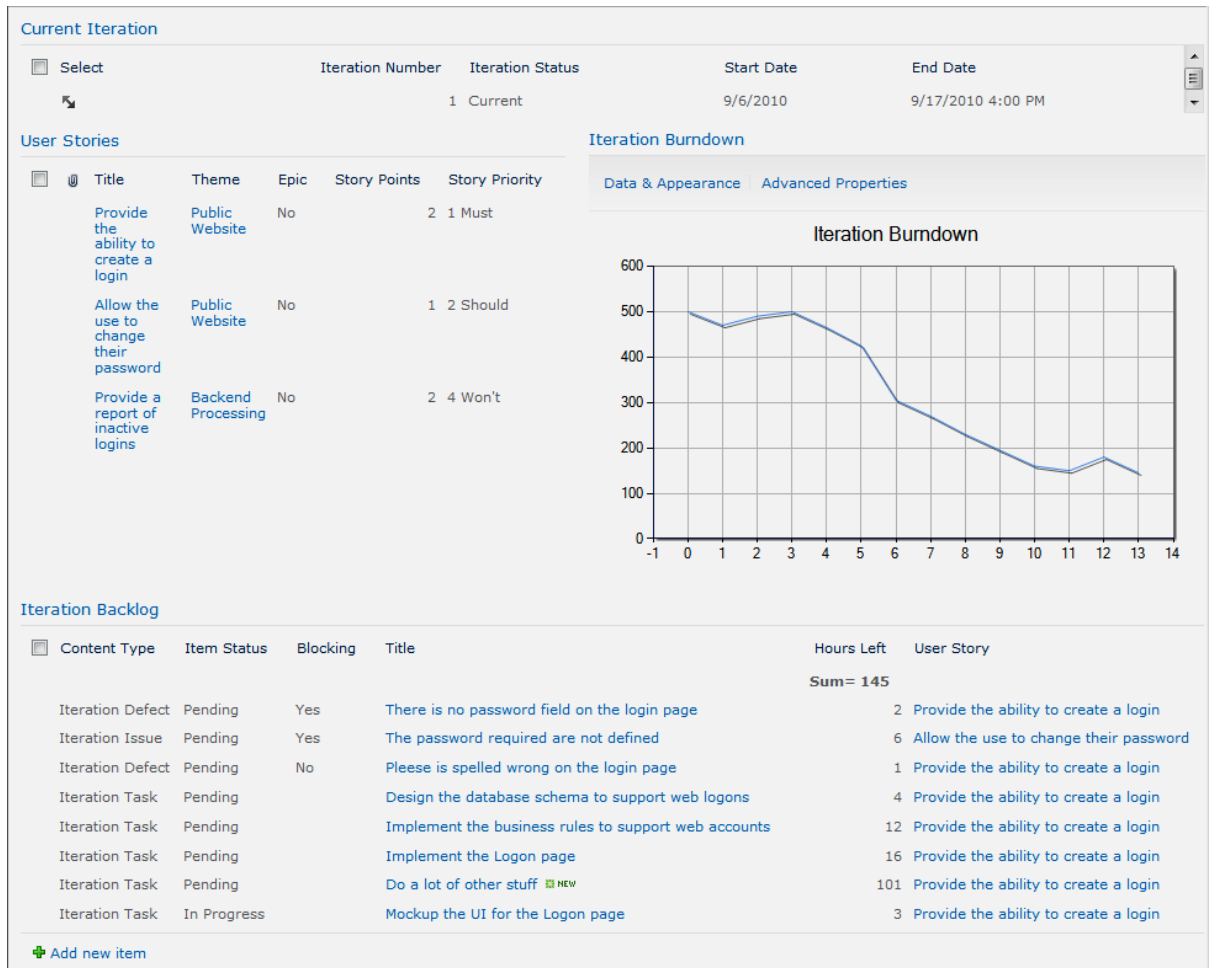 Current Iteration
Select Iteration Number Iteration Status Start Date End Date
1 Current 9/6/2010 9/17/2010 4:00 PM
User Stories
Title Theme Epic Story Points Story Priority
Provide the ability to create a login Public Website No 2 1 Must
Allow the use to change their password Public Website No 1 2 Should
Provide a report of inactive logins Backend Processing No 2 4 Won't
Iteration Burndown
Data & Appearance Advanced Properties
Iteration Burndown
600
500
400
300
200
100
0
-1 0 1 2 3 4 5 6 7 8 9 10 11 12 13 14
Iteration Backlog
Content Type Item Status Blocking Title Hours Left User Story
Sum= 145
Iteration Defect Pending Yes There is no password field on the login page 2 Provide the ability to create a login
Iteration Issue Pending Yes The password required are not defined 6 Allow the use to change their password
Iteration Defect Pending No Pleese is spelled wrong on the login page 1 Provide the ability to create a login
Iteration Task Pending Design the database schema to support web logons 4 Provide the ability to create a login
Iteration Task Pending Implement the business rules to support web accounts 12 Provide the ability to create a login
Iteration Task Pending Implement the Logon page 16 Provide the ability to create a login
Iteration Task Pending Do a lot of other stuff NEW 101 Provide the ability to create a login
Iteration Task In Progress Mockup the UI for the Logon page 3 Provide the ability to create a login
Add new item